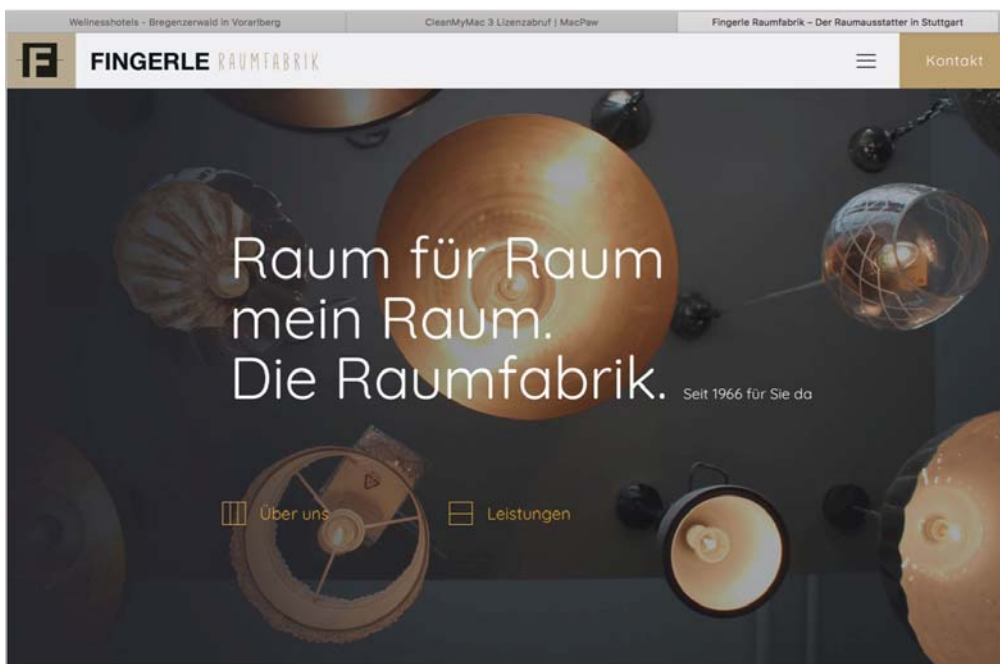 Wellnesshotels - Bregenzerwald in Vorarlberg
CleanMyMac 3 Lizenzabruf | MacPaw
Fingerle Raumfabrik – Der Raumausstatter in Stuttgart
F
FINGERLE RAUMFABRIK
Kontakt
Raum für Raum
mein Raum.
Die Raumfabrik.
Seit 1966 für Sie da
Über uns
Leistungen